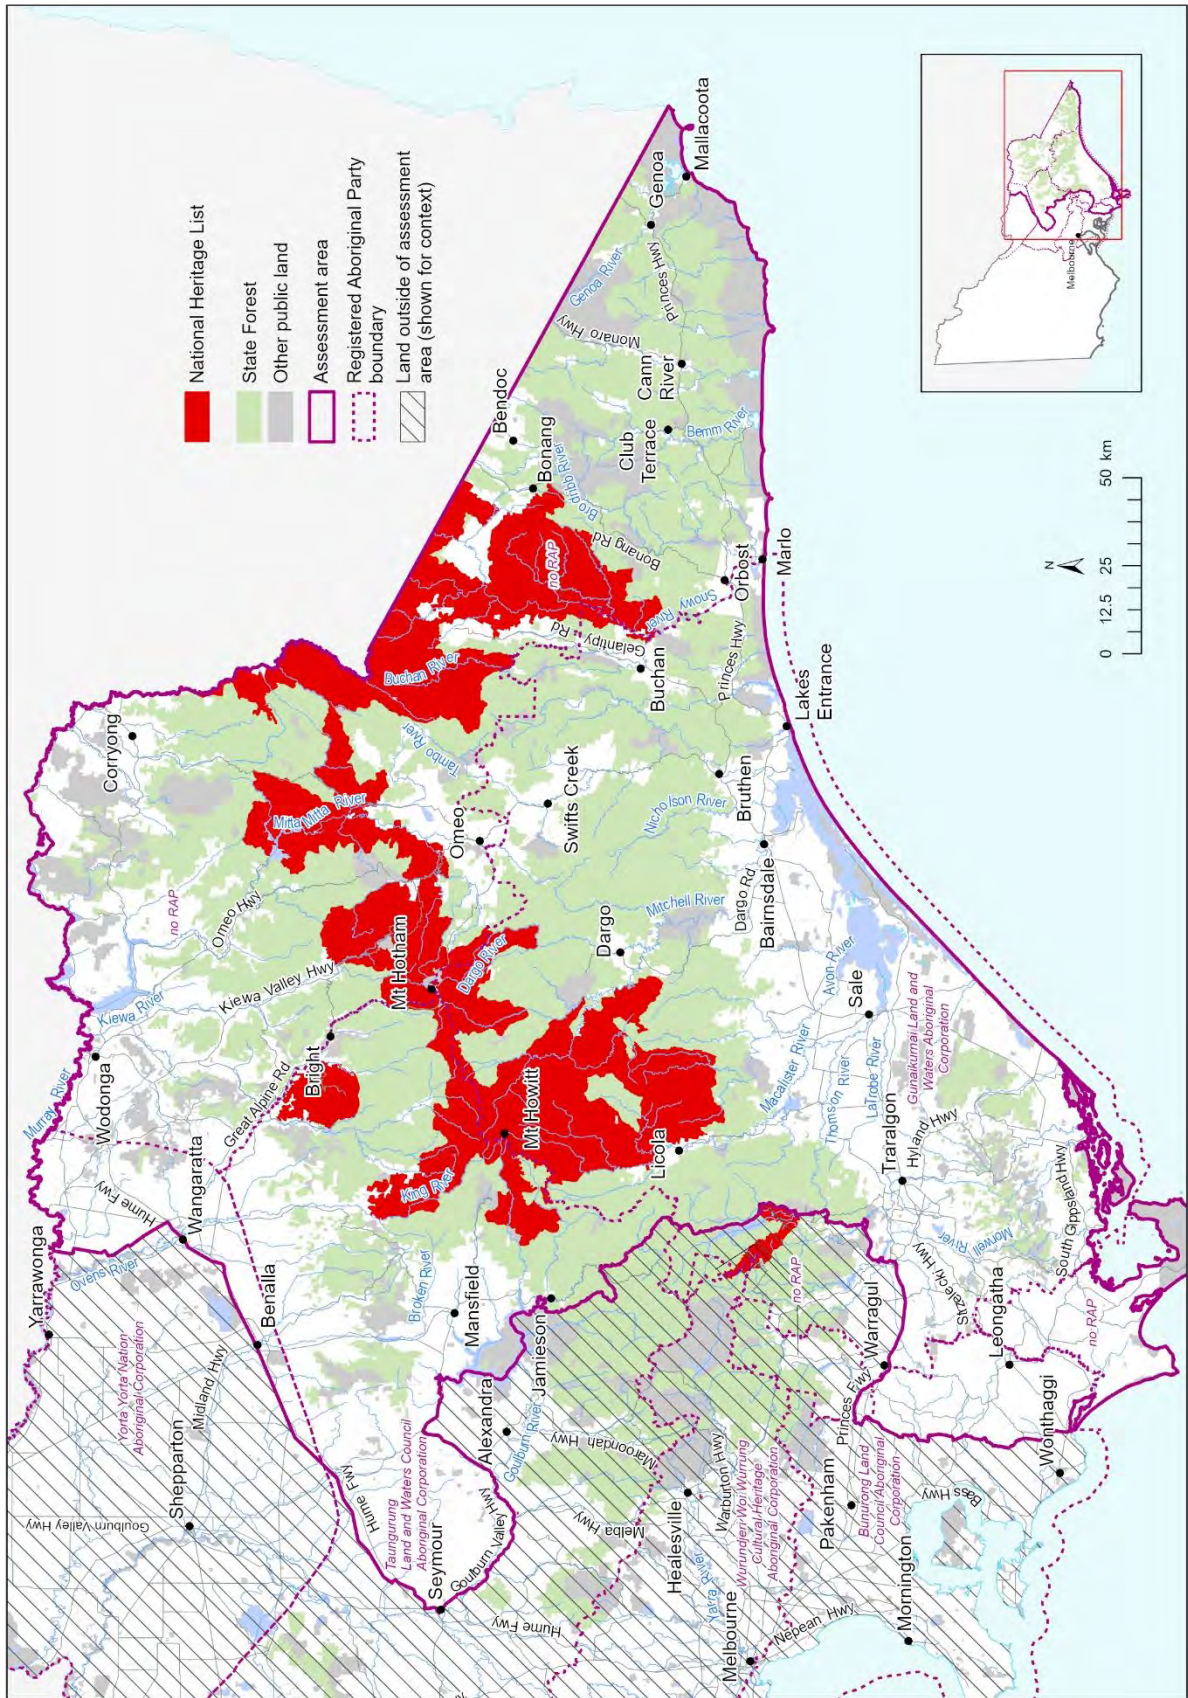 National Heritage List
State Forest
Other public land
Assessment area
Registered Aboriginal Party
boundary
Land outside of assessment
area (shown for context)
Melbourne
N
0 12.5 25 50 km
Yarrawonga
Murray River
Wodonga
Kiewa River
no RAP
Corryong
Ovens River
Hume Fwy
Wangaratta
Great Alpine Rd
Omeo Hwy
Kiewa Valley Hwy
Mitta Mitta River
Yorta Yorta Nation
Aboriginal Corporation
Shepparton
Midland Hwy
Goulburn Valley Hwy
Benalla
Bright
Mt Hotham
Omeo
Tambo River
Buchan River
Bendoc
Bonang
Brodribb River
no RAP
Bonang Rd
Gelantipy Rd
Hume Fwy
Taungurung
Land and Waters Council
Aboriginal Corporation
Seymour
Goulburn Valley Hwy
Broken River
Mansfield
King River
Mt Howitt
Dargo River
Swifts Creek
Dargo
Buchan
Snowy River
Club
Terrace
Cann
River
Monaro Hwy
Genoa River
Princes Hwy
Genoa
Mallacoota
Bemm River
Alexandra
Goulburn River
Jamieson
Maroondah Hwy
Melba Hwy
Hume Fwy
Licola
Macalister River
Mitchell River
Nicholson River
Bruthen
Princes Hwy
Orbost
Marlo
Healesville
Warburton Hwy
Yarra River
Melbourne
Wurundjeri Woi Wurrung
Cultural Heritage
Aboriginal Corporation
no RAP
Dargo Rd
Bairnsdale
Lakes
Entrance
Avon River
Sale
Thomson River
LaTrobe River
Gunaikurnai Land and
Waters Aboriginal
Corporation
Traralgon
Hyland Hwy
Nepean Hwy
Pakenham
Princes Fwy
Warragul
Bunurong Land
Council Aboriginal
Corporation
Mornington
Bass Hwy
Wonthaggi
Leongatha
Strzelecki Hwy
Morwell River
South Gippsland Hwy
no RAP